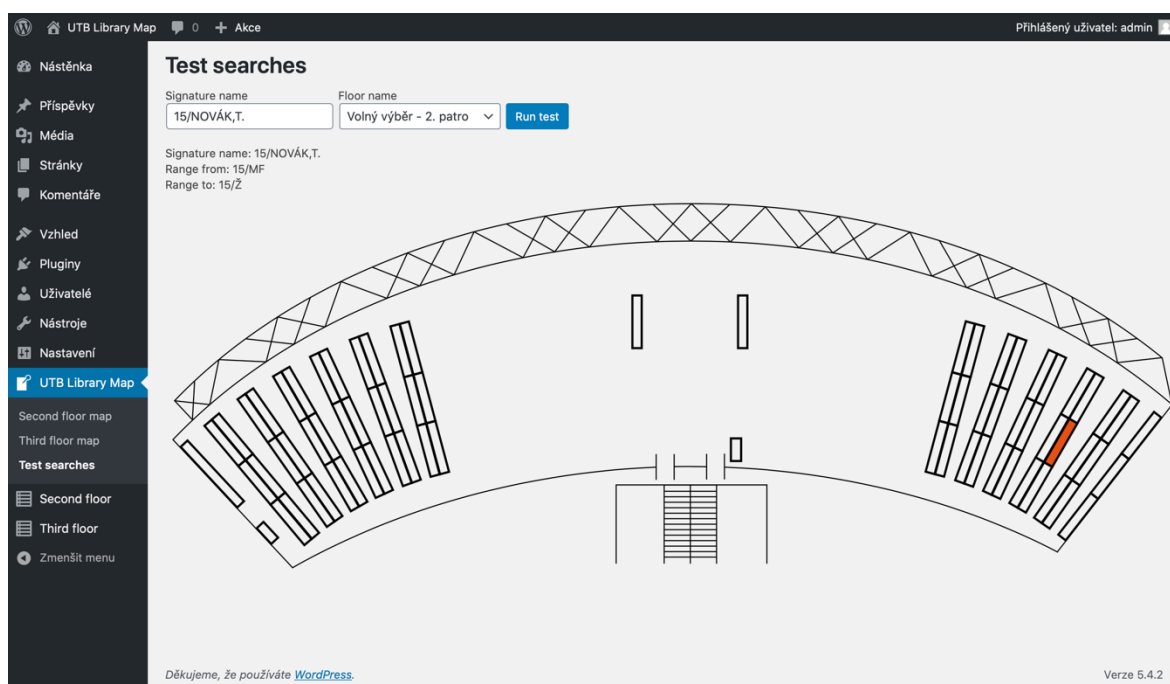 UTB Library Map 0 + Akce Přihlášený uživatel: admin
Nástěnka
Příspěvky
Média
Stránky
Komentáře
Vzhled
Pluginy
Uživatelé
Nástroje
Nastavení
UTB Library Map
Second floor map
Third floor map
Test searches
Second floor
Third floor
Zmenšit menu
Test searches
Signature name Floor name
15/NOVÁK,T. Volný výběr - 2. patro Run test
Signature name: 15/NOVÁK,T.
Range from: 15/MF
Range to: 15/Ž
Děkujeme, že používáte WordPress. Verze 5.4.2